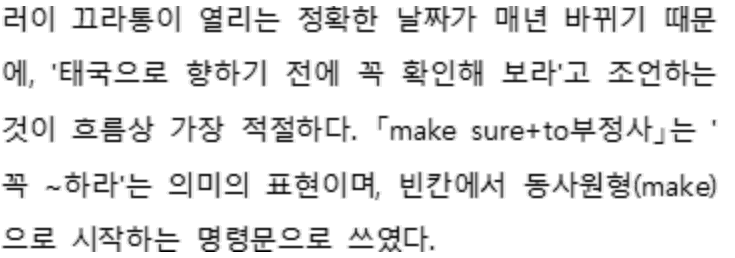 러이 끄라통이 열리는 정확한 날짜가 매년 바뀌기 때문
에, '태국으로 향하기 전에 꼭 확인해 보라'고 조언하는
것이 흐름상 가장 적절하다. 「make sure+to부정사」는 '
꼭 ~하라'는 의미의 표현이며, 빈칸에서 동사원형(make)
으로 시작하는 명령문으로 쓰였다.